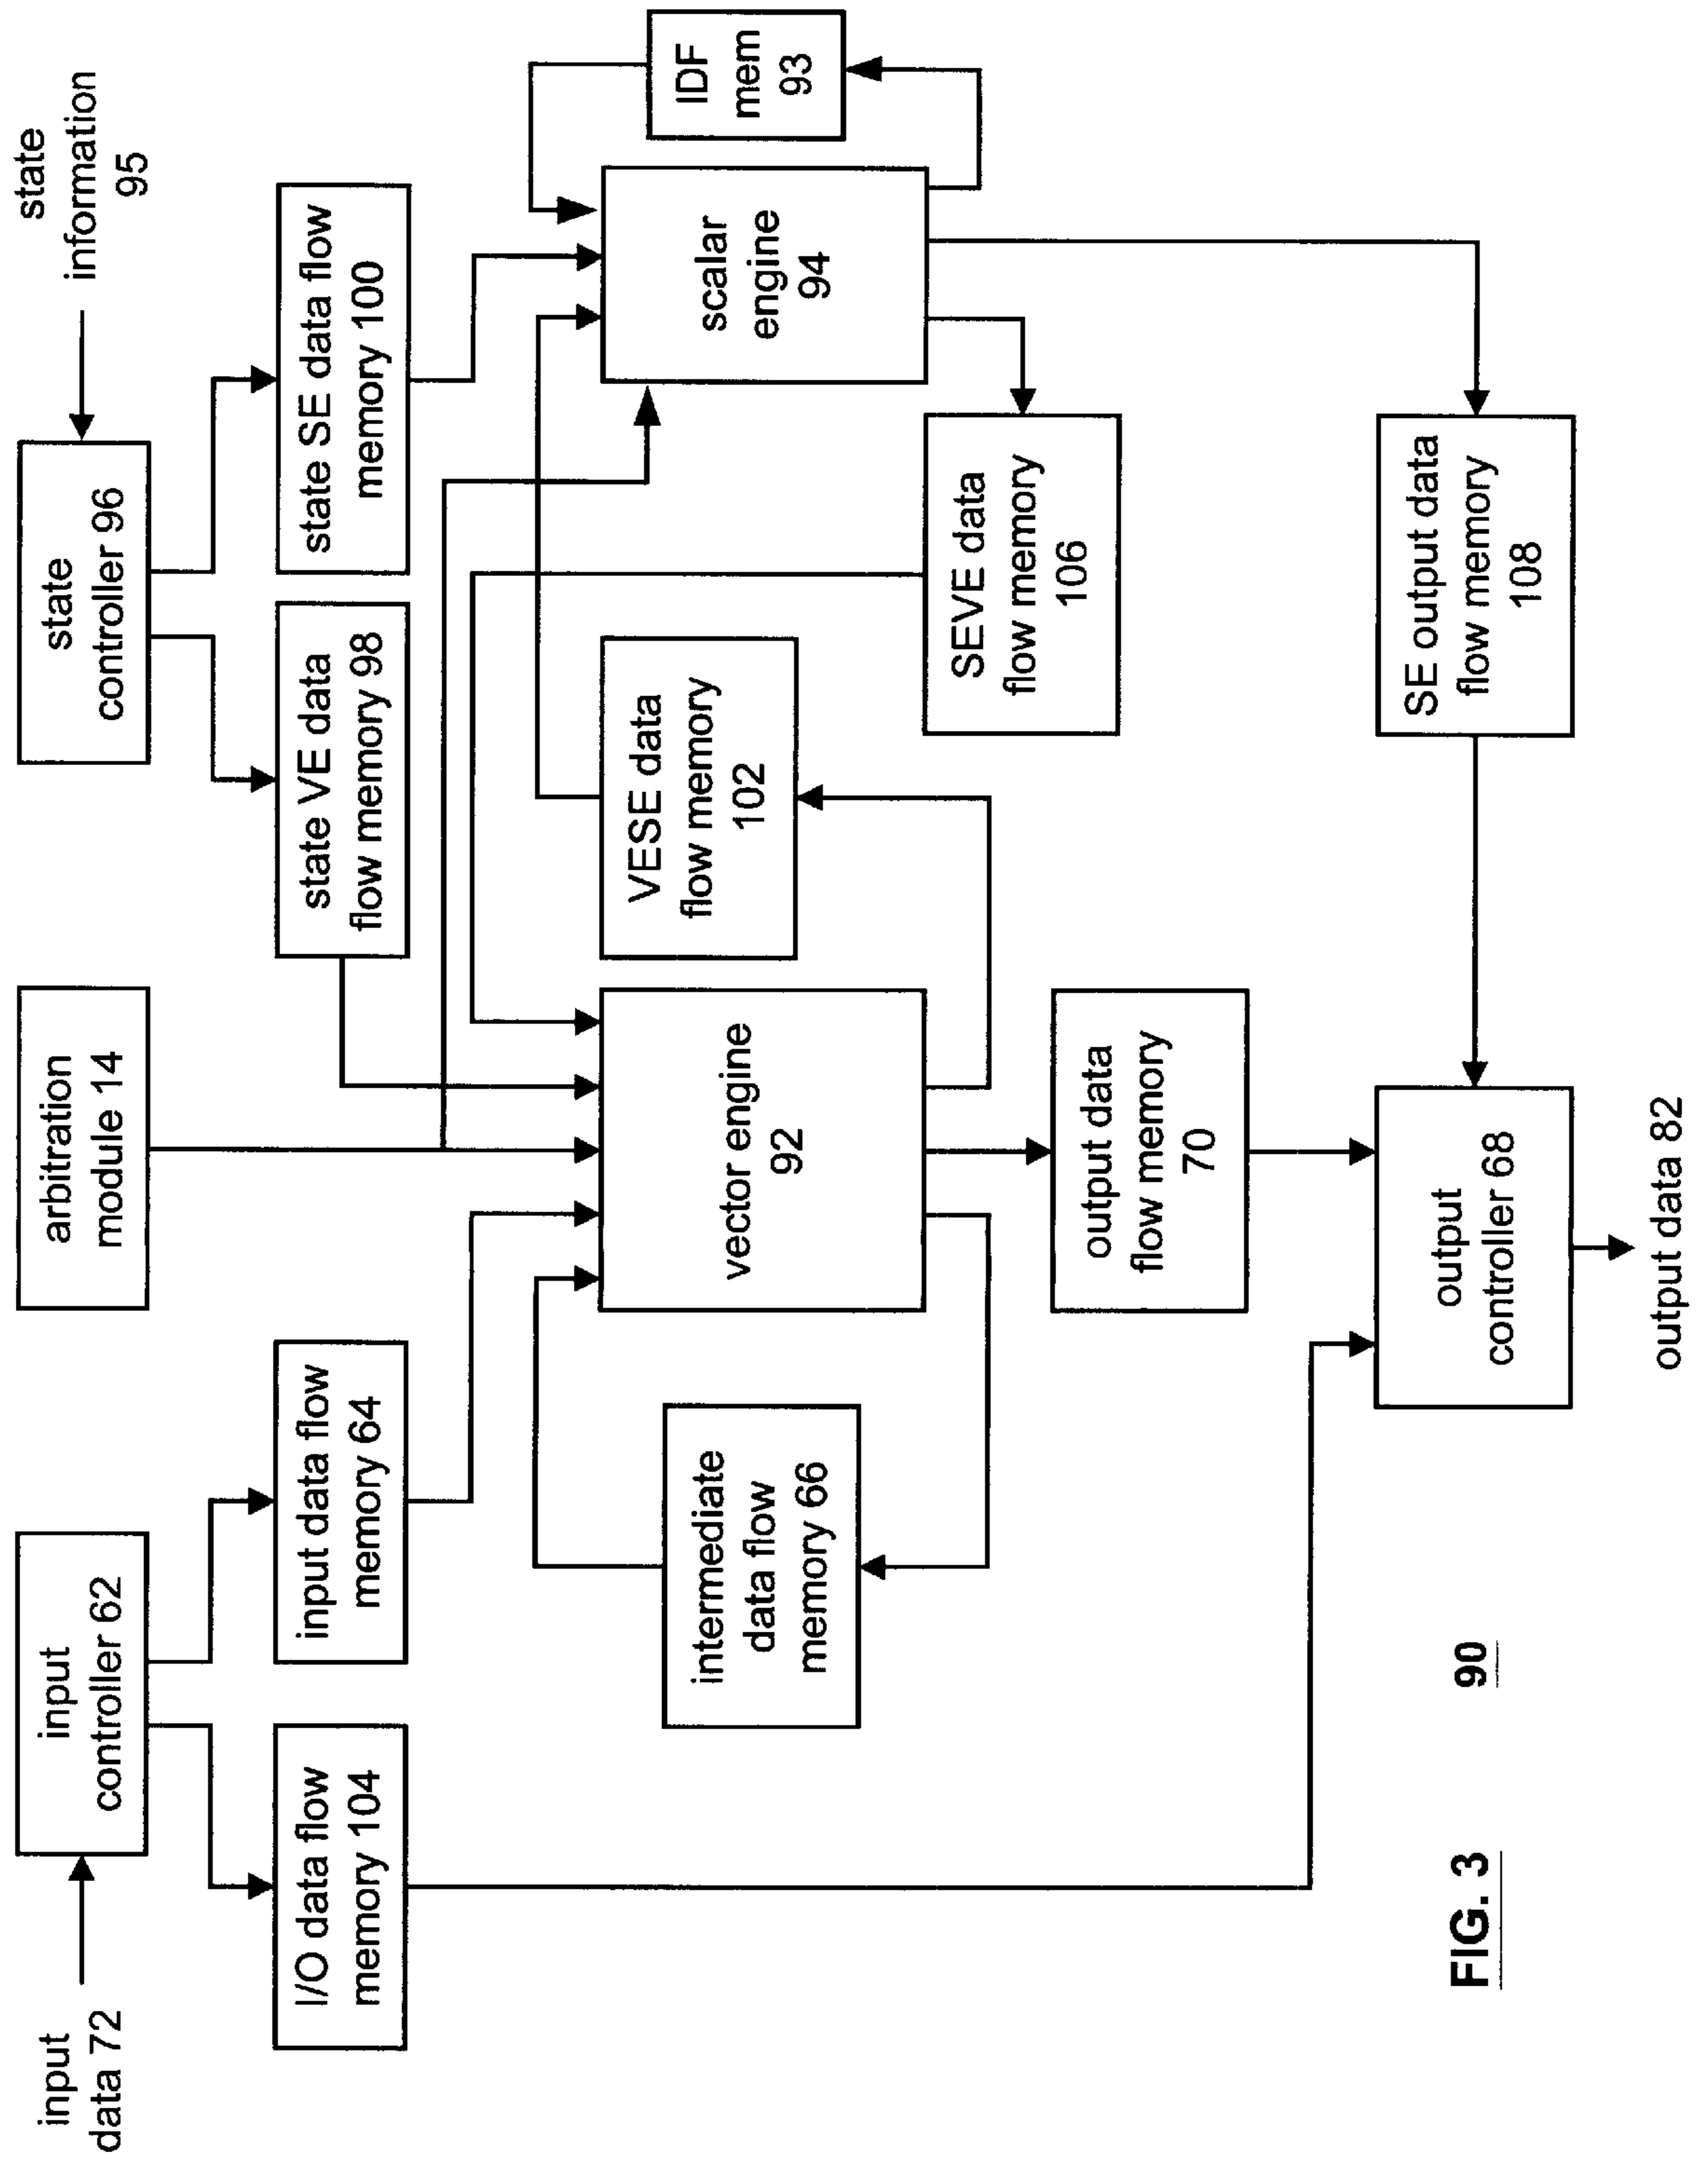 input
data 72
input
controller 62
arbitration
module 14
state
controller 96
state
information
95
I/O data flow
memory 104
input data flow
memory 64
state VE data
flow memory 98
state SE data flow
memory 100
intermediate
data flow
memory 66
vector engine
92
VESE data
flow memory
102
scalar
engine
94
IDF
mem
93
SEVE data
flow memory
106
output data
flow memory
70
output
controller 68
SE output data
flow memory
108
output data 82
FIG. 3
90